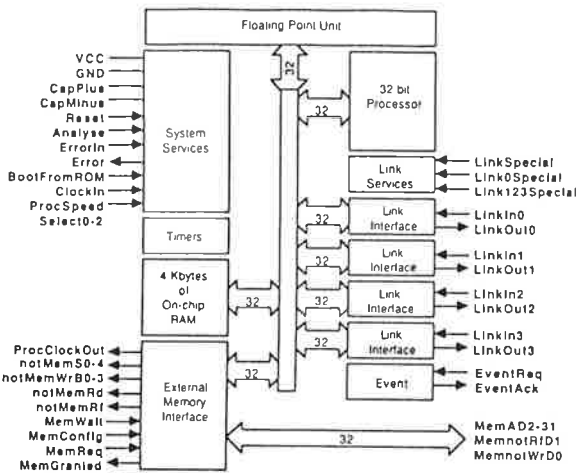 Floating Point Unit
VCC
GND
CapPlus
CapMinus
Reset
Analyse
ErrorIn
Error
BootFromROM
ClockIn
ProcSpeed
Select0-2
System
Services
32
32
32 bit
Processor
Link
Services
LinkSpecial
Link0Special
Link123Special
Timers
32
Link
Interface
LinkIn0
LinkOut0
32
Link
Interface
LinkIn1
LinkOut1
4 Kbytes
of
On-chip
RAM
32
32
Link
Interface
LinkIn2
LinkOut2
32
Link
Interface
LinkIn3
LinkOut3
ProcClockOut
notMemS0-4
notMemWrB0-3
notMemRd
notMemRf
MemWait
MemConfig
MemReq
MemGranted
External
Memory
Interface
32
Event
EventReq
EventAck
32
MemAD2-31
MemnotRfD1
MemnotWrD0